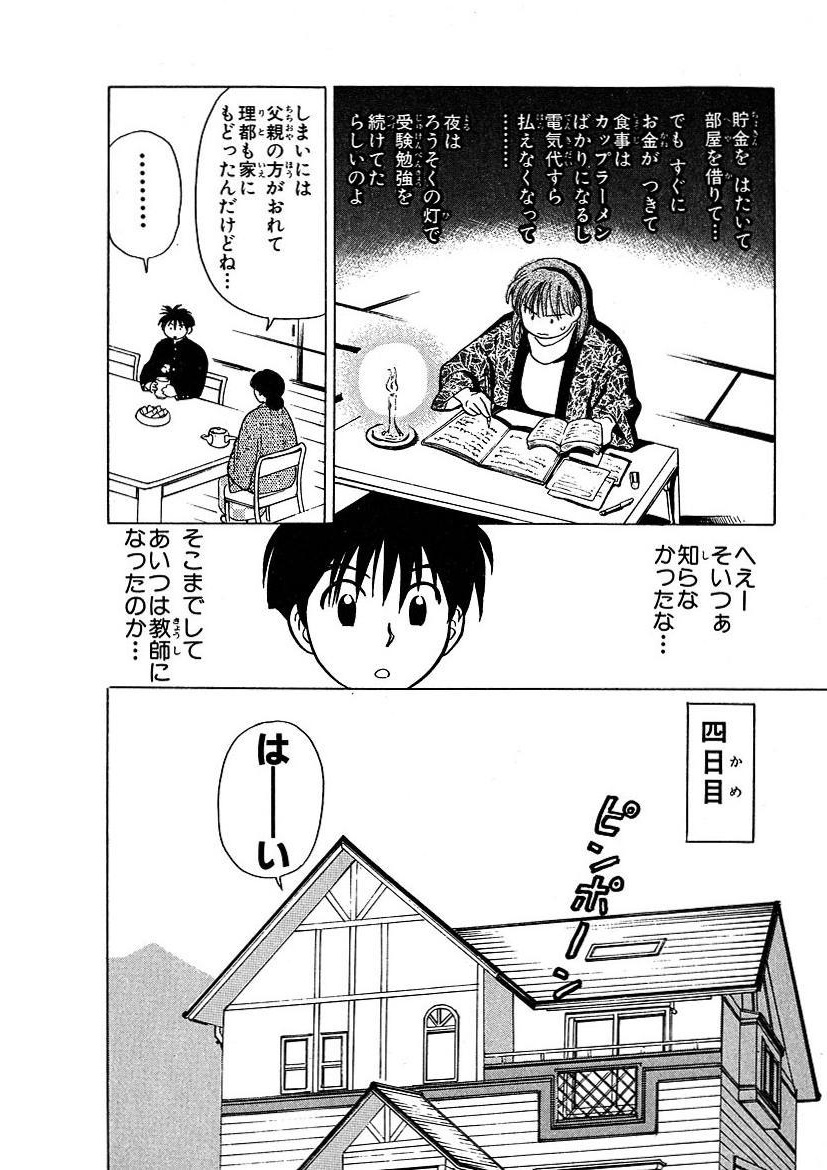 貯金を はたいて
部屋を借りて…
でも すぐに
お金が つきて
食事は
カップラーメン
ばかりになるし
電気代すら
払えなくなって
………
夜は
ろうそくの灯で
受験勉強を
続けてた
らしいのよ
しまいには
父親の方がおれて
理都も家に
もどったんだけどね…
………
へえー
そいつぁ
知らな
かったな…
そこまでして
あいつは教師に
なったのか…
四日目
ピンポーン
はーい